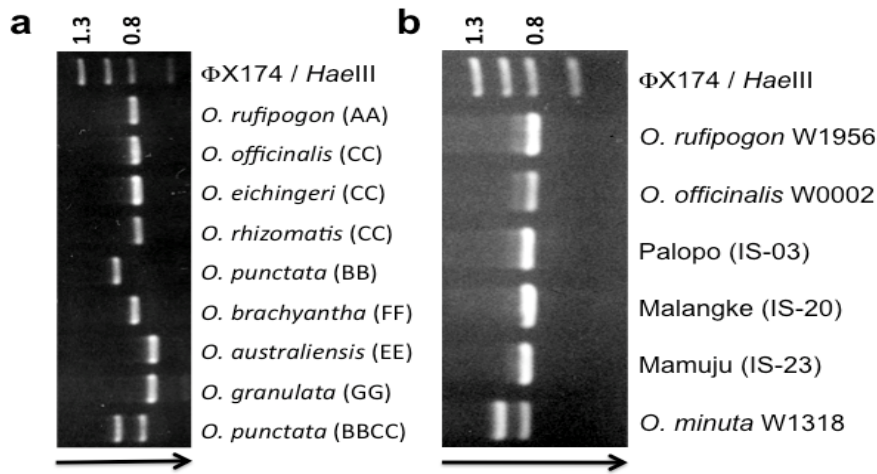 a
1.3
0.8
ΦX174 / HaeIII
O. rufipogon (AA)
O. officinalis (CC)
O. eichingeri (CC)
O. rhizomatis (CC)
O. punctata (BB)
O. brachyantha (FF)
O. australiensis (EE)
O. granulata (GG)
O. punctata (BBCC)
b
1.3
0.8
ΦX174 / HaeIII
O. rufipogon W1956
O. officinalis W0002
Palopo (IS-03)
Malangke (IS-20)
Mamuju (IS-23)
O. minuta W1318